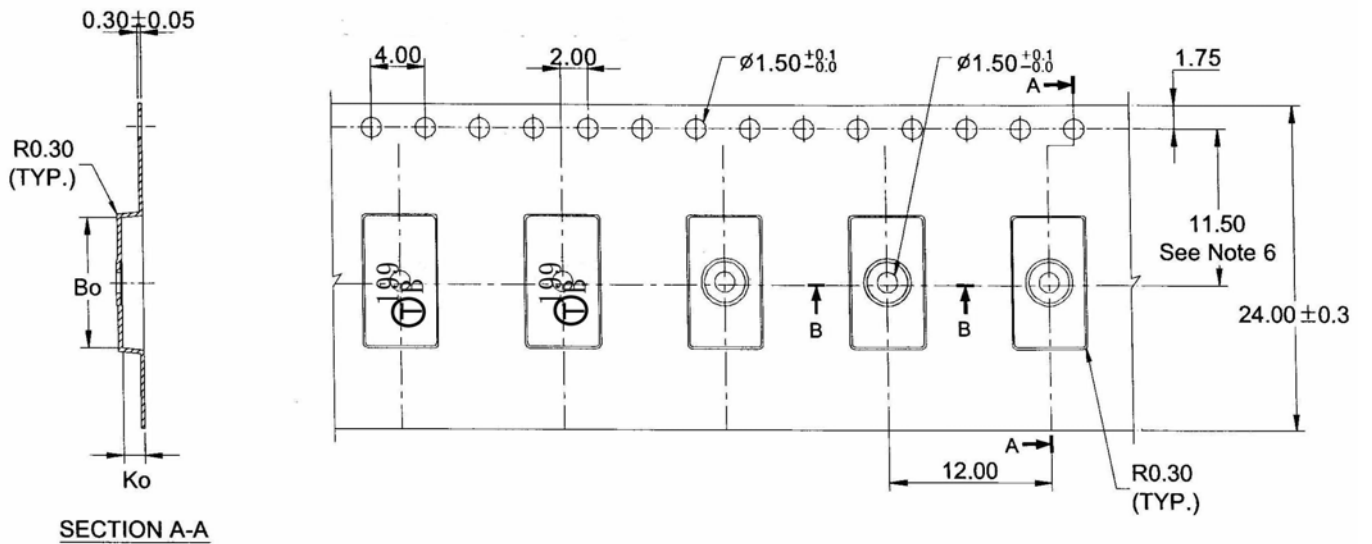 0.30±0.05
4.00
2.00
ø1.50 +0.1 -0.0
ø1.50 +0.1 -0.0
A
1.75
R0.30
(TYP.)
11.50
See Note 6
Bo
199
B
T
199
B
T
B
B
24.00±0.3
Ko
A
12.00
R0.30
(TYP.)
SECTION A-A